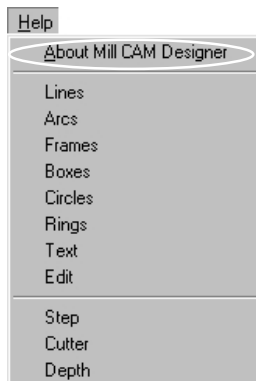 Help
About Mill CAM Designer
Lines
Arcs
Frames
Boxes
Circles
Rings
Text
Edit
Step
Cutter
Depth